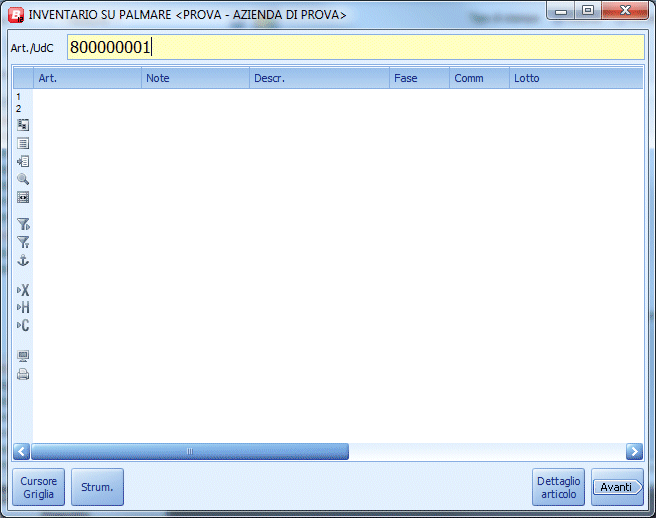 INVENTARIO SU PALMARE <PROVA - AZIENDA DI PROVA>
Art./UdC 800000001
Art. Note Descr. Fase Comm Lotto
1
2
X
H
C
Cursore Griglia
Strum.
Dettaglio articolo
Avanti